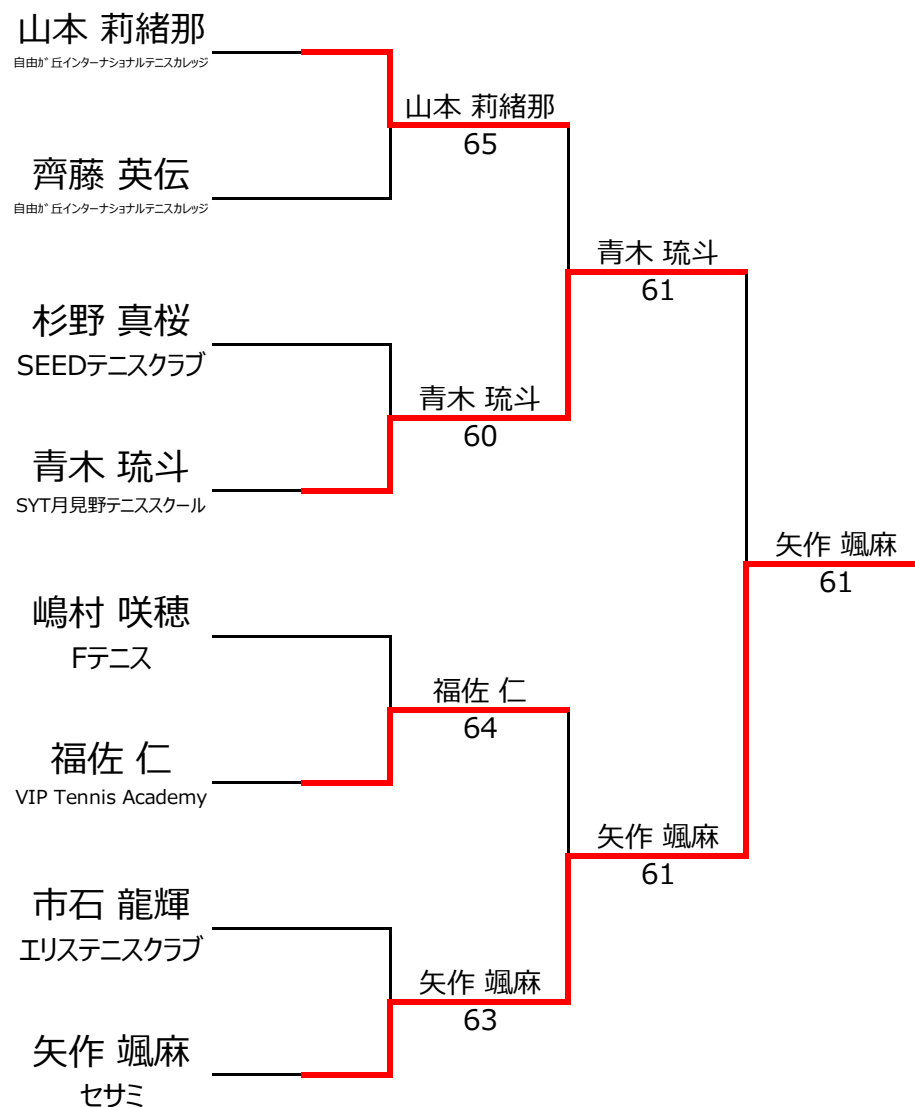 山本 莉緒那
自由ｶﾞ丘インターナショナルテニスカレッジ
齊藤 英伝
自由ｶﾞ丘インターナショナルテニスカレッジ
杉野 真桜
SEEDテニスクラブ
青木 琉斗
SYT月見野テニススクール
嶋村 咲穂
Fテニス
福佐 仁
VIP Tennis Academy
市石 龍輝
エリステニスクラブ
矢作 颯麻
セサミ
山本 莉緒那
65
青木 琉斗
60
福佐 仁
64
矢作 颯麻
63
青木 琉斗
61
矢作 颯麻
61
矢作 颯麻
61